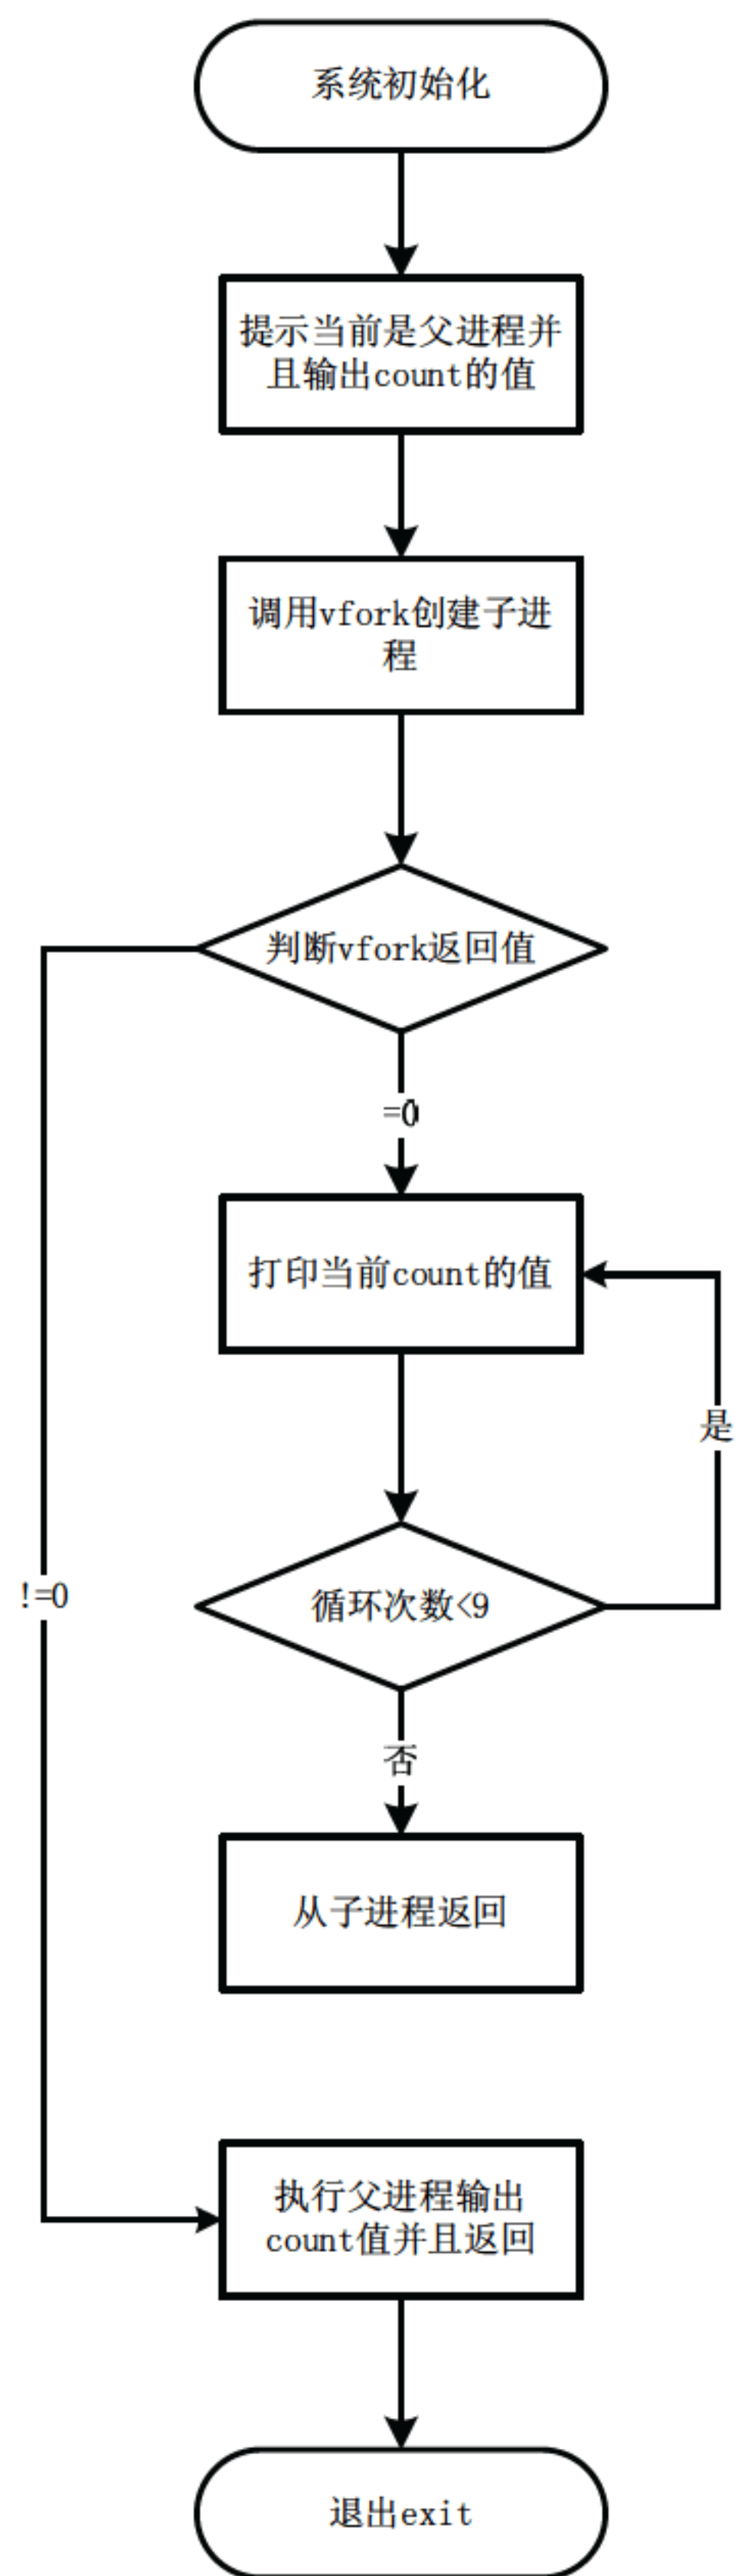 系统初始化
提示当前是父进程并
且输出count的值
调用vfork创建子进
程
判断vfork返回值
=0
打印当前count的值
是
!=0
循环次数<9
否
从子进程返回
执行父进程输出
count值并且返回
退出exit